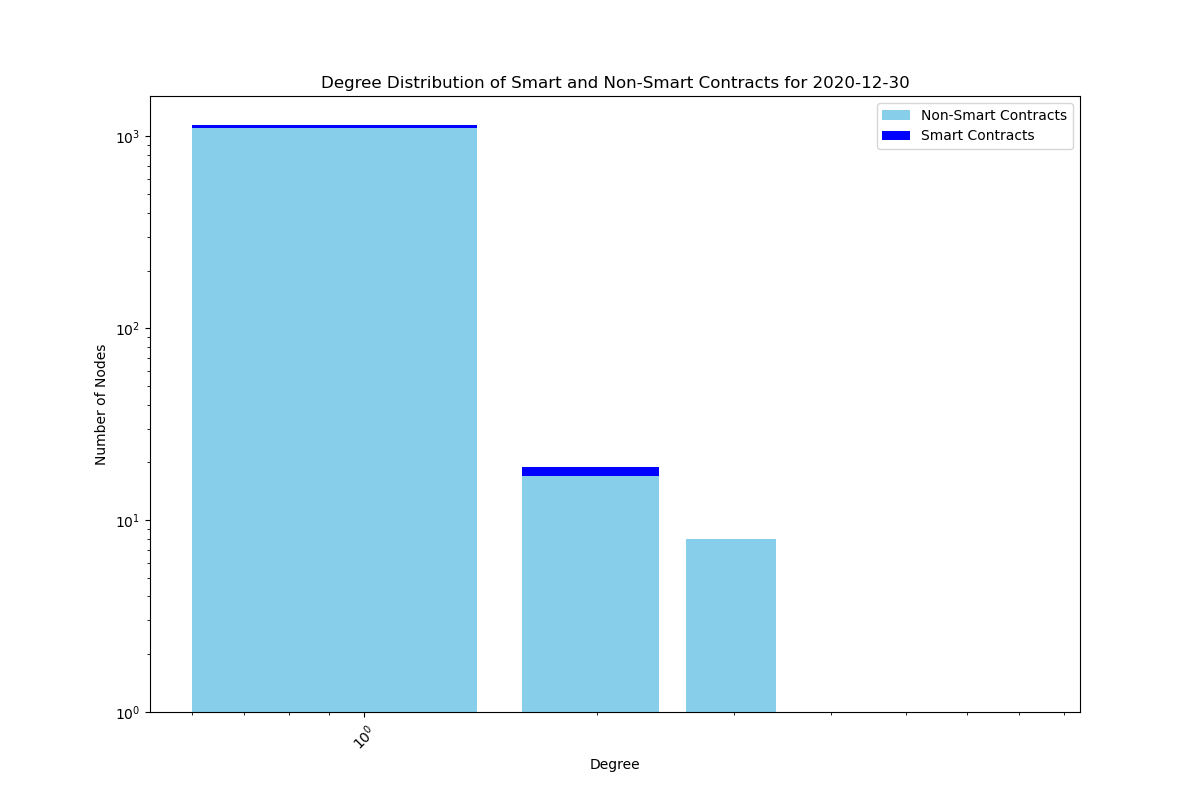 Degree Distribution of Smart and Non-Smart Contracts for 2020-12-30
Non-Smart Contracts
Smart Contracts
Number of Nodes
10³
10²
10¹
10⁰
10⁰
Degree